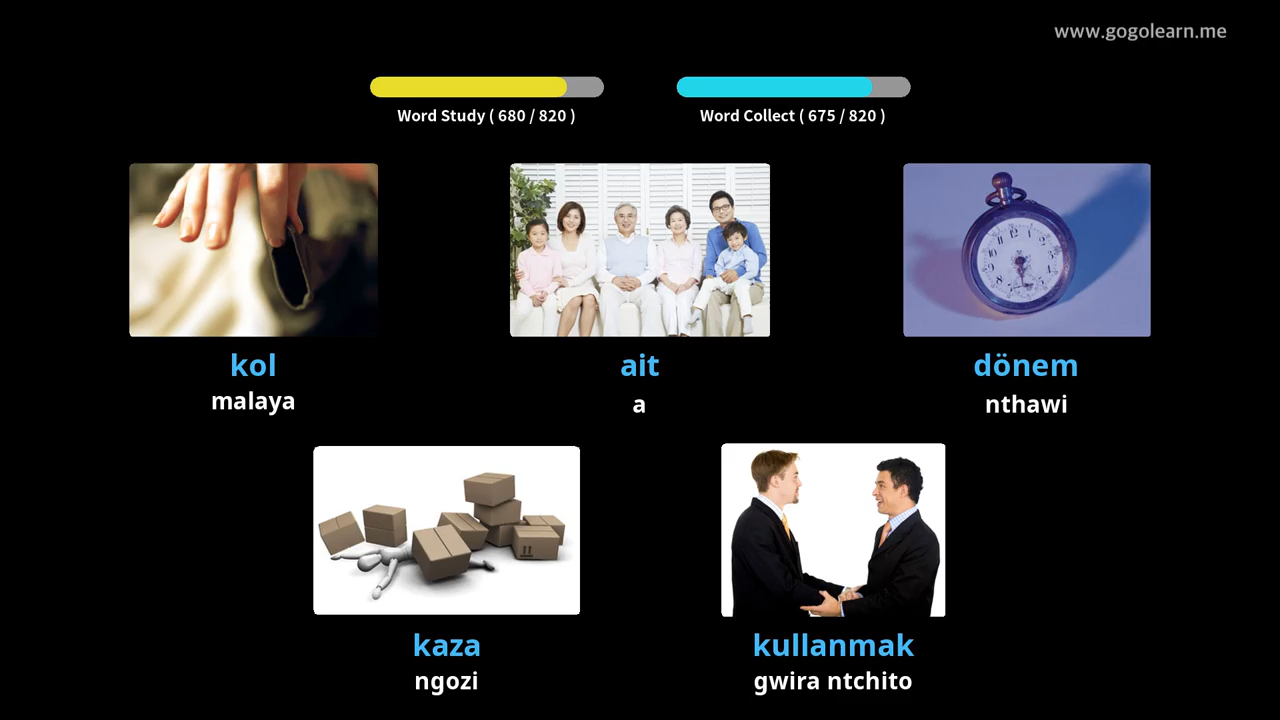 www.gogolearn.me
Word Study ( 680 / 820 )
Word Collect ( 675 / 820 )
kol
malaya
ait
a
dönem
nthawi
kaza
ngozi
kullanmak
gwira ntchito